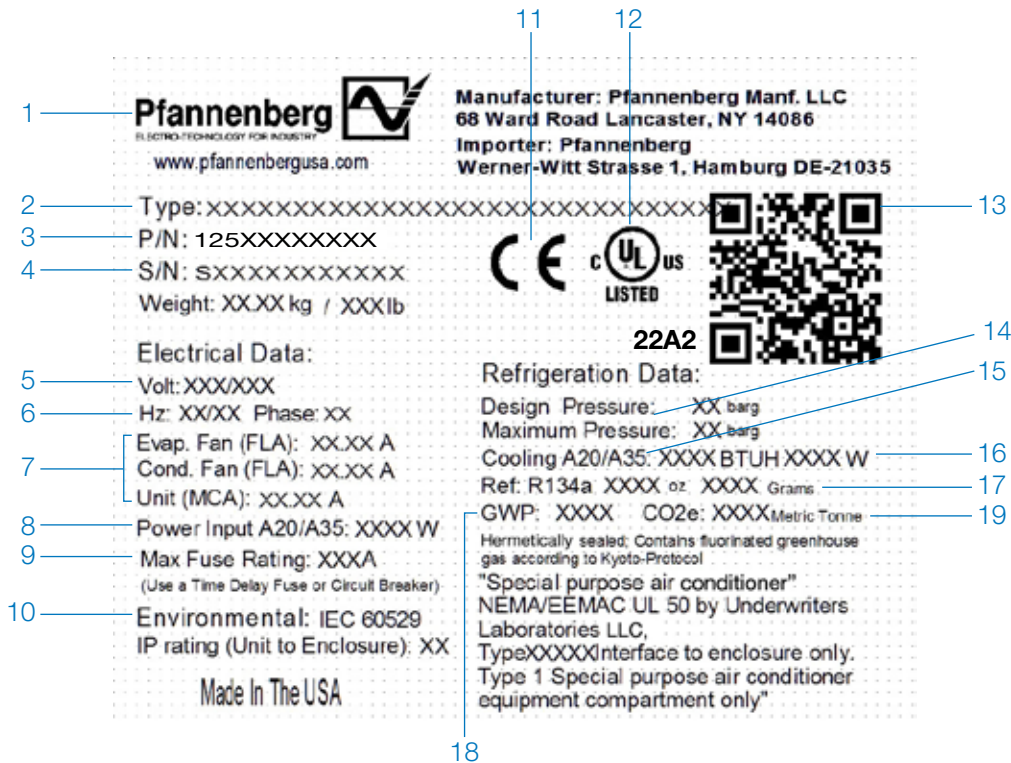 11 12
1 Pfannenberg
ELECTRO-TECHNOLOGY FOR INDUSTRY
www.pfannenbergusa.com
Manufacturer: Pfannenberg Manf. LLC
68 Ward Road Lancaster, NY 14086
Importer: Pfannenberg
Werner-Witt Strasse 1, Hamburg DE-21035
2 Type:XXXXXXXXXXXXXXXXXXXXXXXXXXXXXXX 13
3 P/N: 125XXXXXXXX
4 S/N: SXXXXXXXXXXX
Weight: XX.XX kg / XXX lb
CE
C UL US
LISTED
22A2
Electrical Data:
5 Volt: XXX/XXX
6 Hz: XX/XX Phase: XX
7 Evap. Fan (FLA): XX.XX A
Cond. Fan (FLA): XX.XX A
Unit (MCA): XX.XX A
8 Power Input A20/A35: XXXX W
9 Max Fuse Rating: XXXA
(Use a Time Delay Fuse or Circuit Breaker)
10 Environmental: IEC 60529
IP rating (Unit to Enclosure): XX
Made In The USA
Refrigeration Data:
Design Pressure: XX barg 14
Maximum Pressure: XX barg
Cooling A20/A35: XXXX BTUH XXXX W 15 16
Ref: R134a XXXX oz XXXX Grams 17
18 GWP: XXXX CO2e: XXXX Metric Tonne 19
Hermetically sealed; Contains fluorinated greenhouse
gas according to Kyoto-Protocol
"Special purpose air conditioner"
NEMA/EEMAC UL 50 by Underwriters
Laboratories LLC,
TypeXXXXXInterface to enclosure only.
Type 1 Special purpose air conditioner
equipment compartment only"